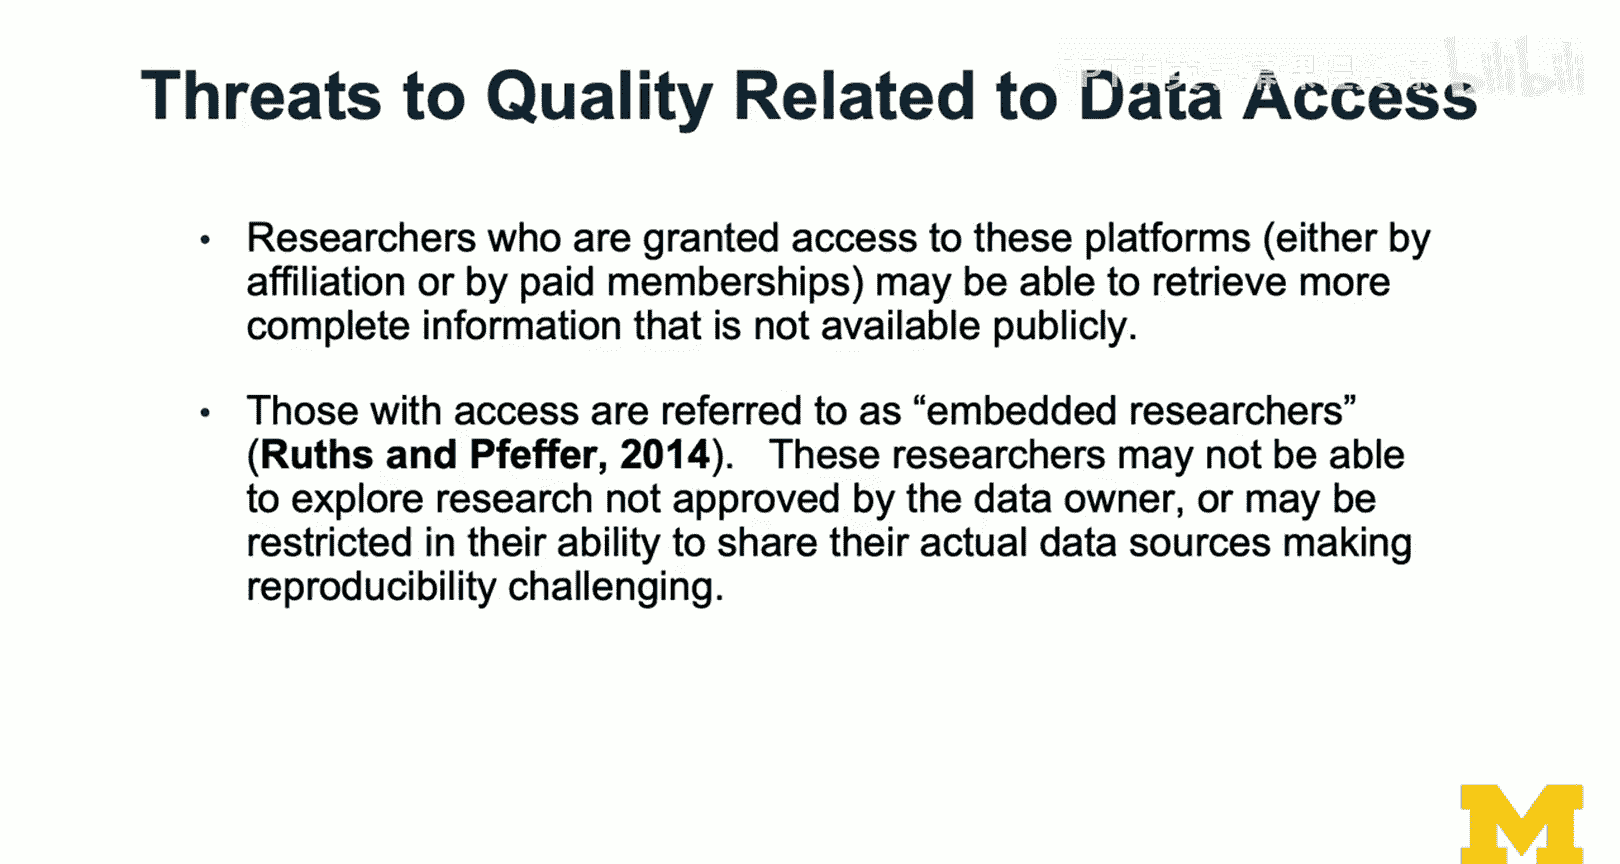 Threats to Quality Related to Data Access
bilibili
• Researchers who are granted access to these platforms (either by
affiliation or by paid memberships) may be able to retrieve more
complete information that is not available publicly.
• Those with access are referred to as “embedded researchers”
(Ruths and Pfeffer, 2014).   These researchers may not be able
to explore research not approved by the data owner, or may be
restricted in their ability to share their actual data sources making
reproducibility challenging.
M